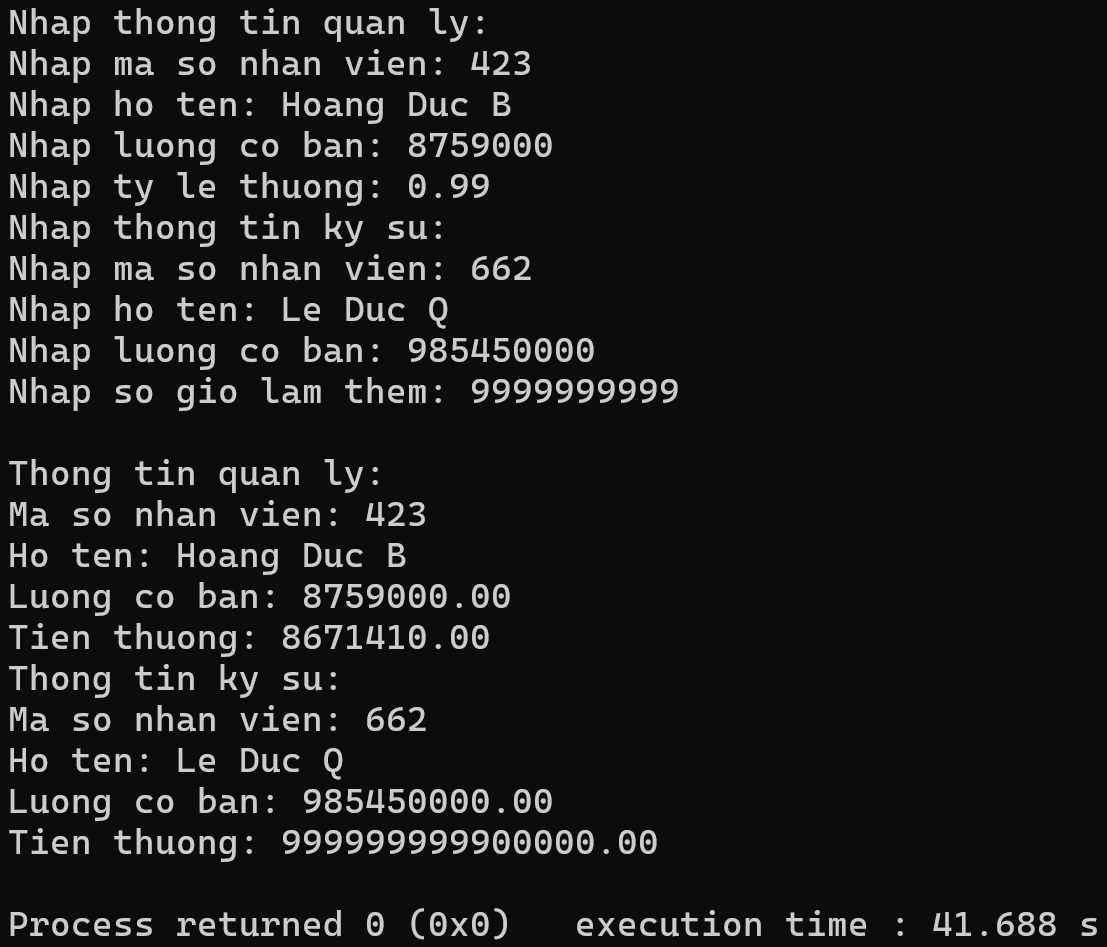 Nhap thong tin quan ly:
Nhap ma so nhan vien: 423
Nhap ho ten: Hoang Duc B
Nhap luong co ban: 8759000
Nhap ty le thuong: 0.99
Nhap thong tin ky su:
Nhap ma so nhan vien: 662
Nhap ho ten: Le Duc Q
Nhap luong co ban: 985450000
Nhap so gio lam them: 9999999999

Thong tin quan ly:
Ma so nhan vien: 423
Ho ten: Hoang Duc B
Luong co ban: 8759000.00
Tien thuong: 8671410.00
Thong tin ky su:
Ma so nhan vien: 662
Ho ten: Le Duc Q
Luong co ban: 985450000.00
Tien thuong: 999999999900000.00

Process returned 0 (0x0)   execution time : 41.688 s